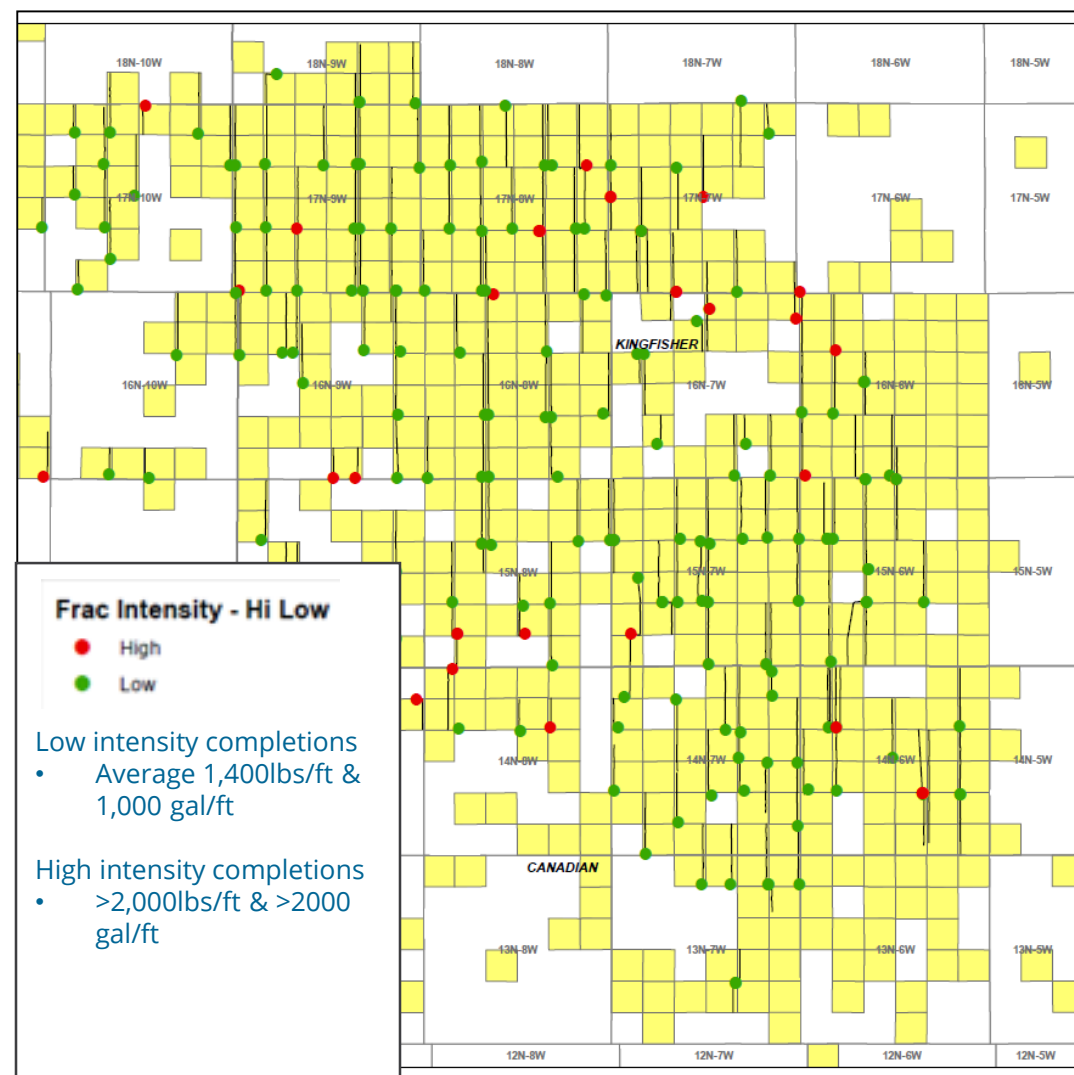 18N-10W 18N-9W 18N-8W 18N-7W 18N-6W 18N-5W
17N-10W 17N-9W 17N-8W 17N-7W 17N-6W 17N-5W
KINGFISHER
16N-10W 16N-9W 16N-8W 16N-7W 16N-6W 16N-5W
15N-8W 15N-7W 15N-6W 15N-5W
Frac Intensity - Hi Low
High
Low
Low intensity completions
• Average 1,400lbs/ft &
1,000 gal/ft
High intensity completions
• >2,000lbs/ft & >2000
gal/ft
14N-8W 14N-7W 14N-6W 14N-5W
CANADIAN
13N-8W 13N-7W 13N-6W 13N-5W
12N-8W 12N-7W 12N-6W 12N-5W